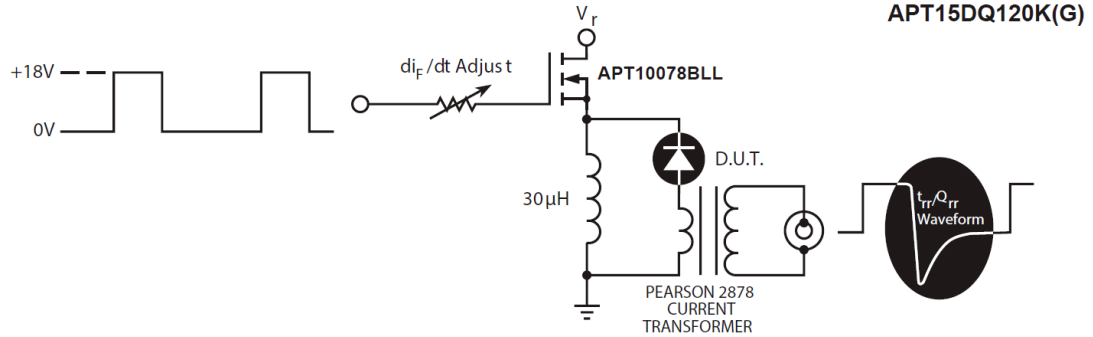 APT15DQ120K(G)
Vr
+18V
diF/dt Adjust
APT10078BLL
0V
D.U.T.
30μH
trr/Qrr
Waveform
PEARSON 2878
CURRENT
TRANSFORMER